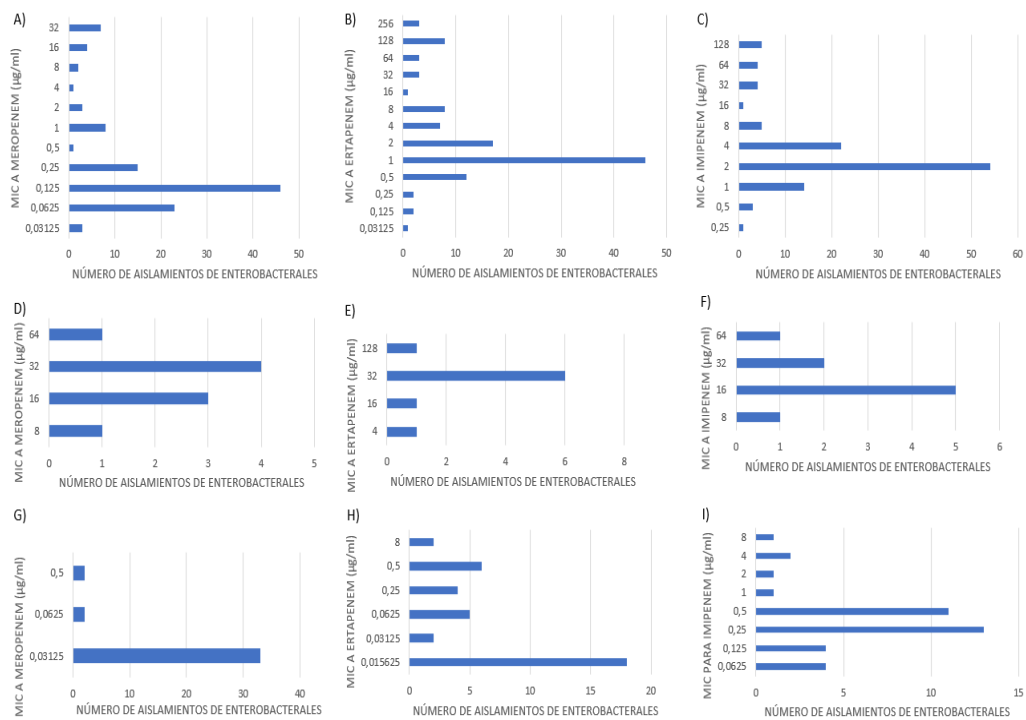 A)
MIC A MEROPENEM (µg/ml)
32
16
8
4
2
1
0,5
0,25
0,125
0,0625
0,03125
0 10 20 30 40 50 60
NÚMERO DE AISLAMIENTOS DE ENTEROBACTERALES
B)
MIC A ERTAPENEM (µg/ml)
256
128
64
32
16
8
4
2
1
0,5
0,25
0,125
0,03125
0 10 20 30 40 50
NÚMERO DE AISLAMIENTOS DE ENTEROBACTERALES
C)
MIC A IMIPENEM (µg/ml)
128
64
32
16
8
4
2
1
0,5
0,25
0 10 20 30 40 50 60
NÚMERO DE AISLAMIENTOS DE ENTEROBACTERALES
D)
MIC A MEROPENEM (µg/ml)
64
32
16
8
0 1 2 3 4 5
NÚMERO DE AISLAMIENTOS DE ENTEROBACTERALES
E)
MIC A ERTAPENEM (µg/ml)
128
32
16
4
0 2 4 6 8
NÚMERO DE AISLAMIENTOS DE ENTEROBACTERALES
F)
MIC A IMIPENEM (µg/ml)
64
32
16
8
0 1 2 3 4 5 6
NÚMERO DE AISLAMIENTOS DE ENTEROBACTERALES
G)
MIC A MEROPENEM (µg/ml)
0,5
0,0625
0,03125
0 10 20 30 40
NÚMERO DE AISLAMIENTOS DE ENTEROBACTERALES
H)
MIC A ERTAPENEM (µg/ml)
8
0,5
0,25
0,0625
0,03125
0,015625
0 5 10 15 20
NÚMERO DE AISLAMIENTOS DE ENTEROBACTERALES
I)
MIC PARA IMIPENEM (µg/ml)
8
4
2
1
0,5
0,25
0,125
0,0625
0 5 10 15
NÚMERO DE AISLAMIENTOS DE ENTEROBACTERALES